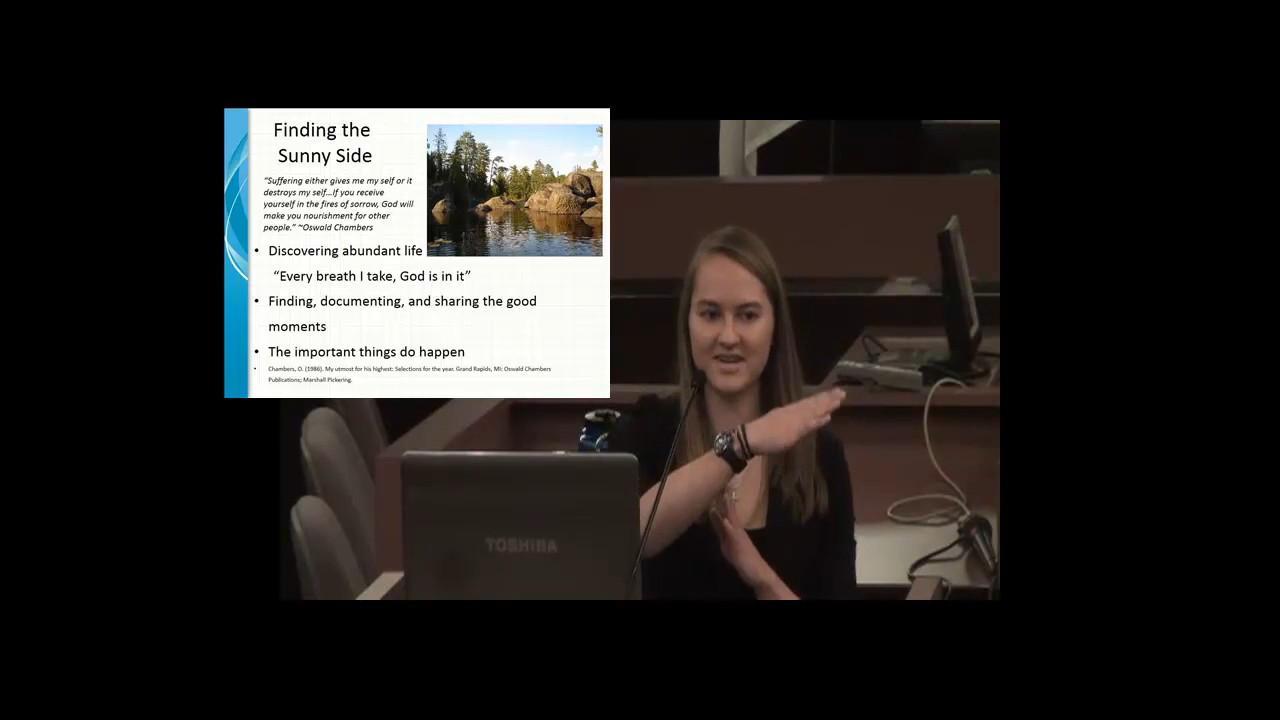 Finding the
Sunny Side
"Suffering either gives me my self or it
destroys my self...If you receive
yourself in the fires of sorrow, God will
make you nourishment for other
people." ~Oswald Chambers
• Discovering abundant life
"Every breath I take, God is in it"
• Finding, documenting, and sharing the good
moments
• The important things do happen
• Chambers, O. (1986). My utmost for his highest: Selections for the year. Grand Rapids, MI: Oswald Chambers
Publications; Marshall Pickering.
TOSHIBA